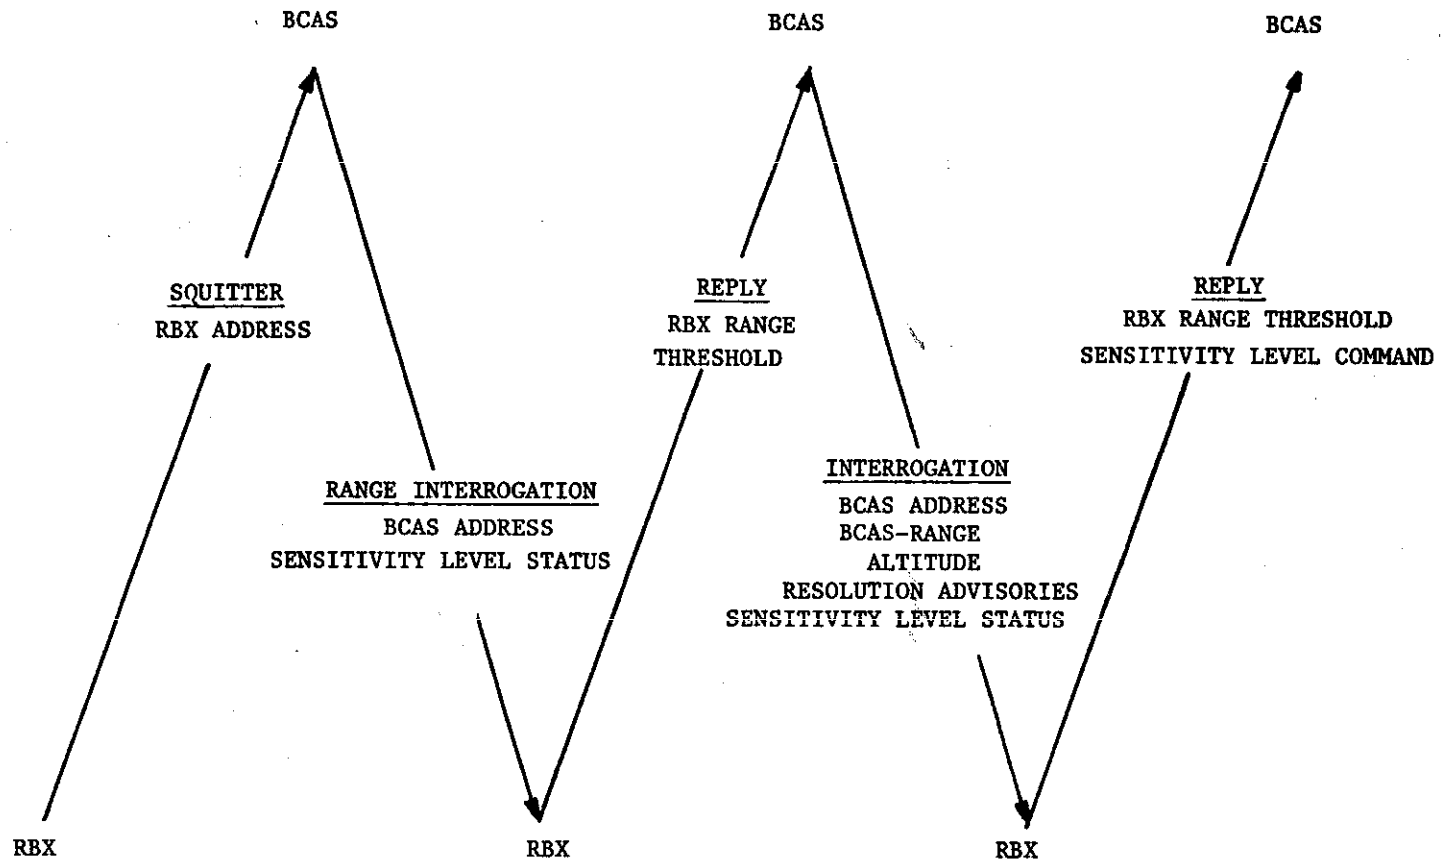 BCAS
BCAS
BCAS
SQUITTER
RBX ADDRESS
REPLY
RBX RANGE
THRESHOLD
REPLY
RBX RANGE THRESHOLD
SENSITIVITY LEVEL COMMAND
RANGE INTERROGATION
BCAS ADDRESS
SENSITIVITY LEVEL STATUS
INTERROGATION
BCAS ADDRESS
BCAS-RANGE
ALTITUDE
RESOLUTION ADVISORIES
SENSITIVITY LEVEL STATUS
RBX
RBX
RBX